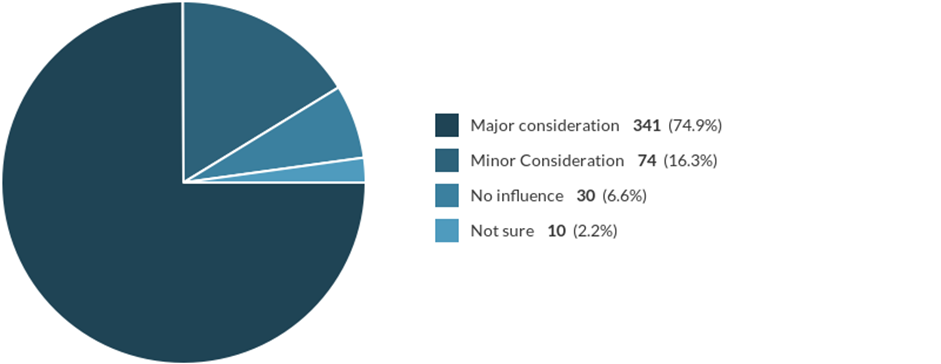 Major consideration 341 (74.9%)
Minor Consideration 74 (16.3%)
No influence 30 (6.6%)
Not sure 10 (2.2%)